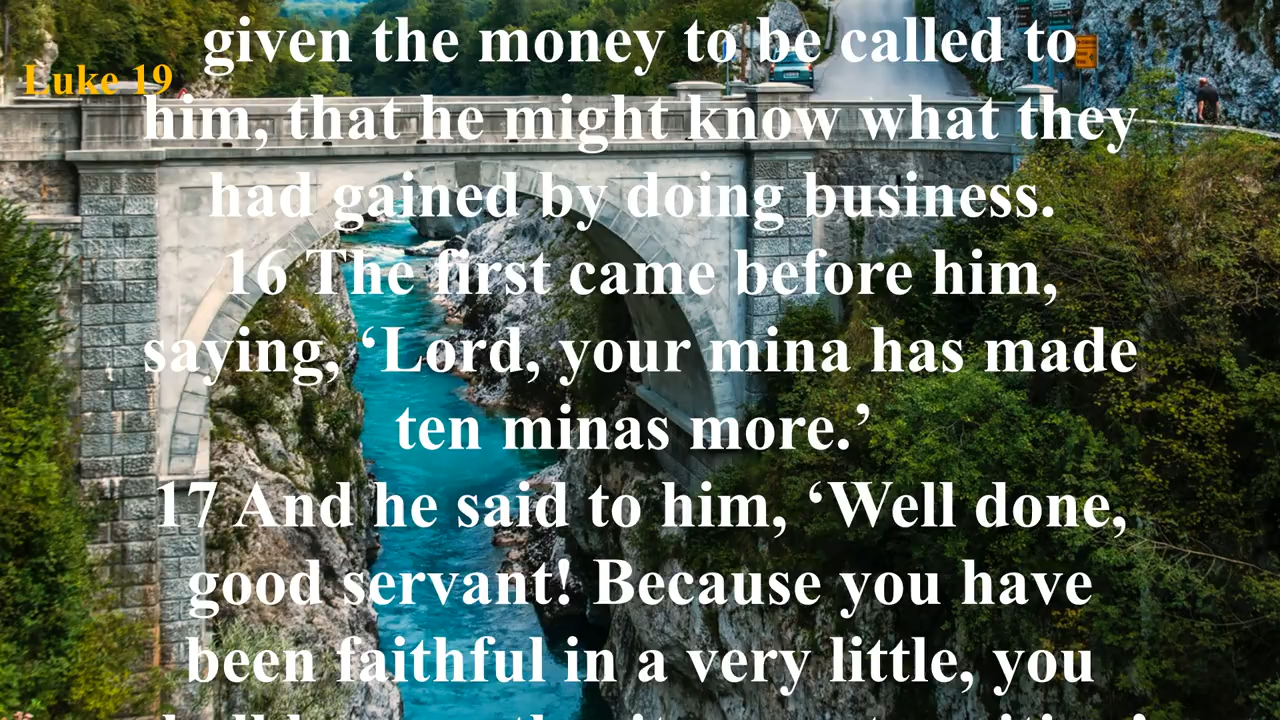 Luke 19
given the money to be called to
him, that he might know what they
had gained by doing business.
16 The first came before him,
saying, ‘Lord, your mina has made
ten minas more.’
17 And he said to him, ‘Well done,
good servant! Because you have
been faithful in a very little, you